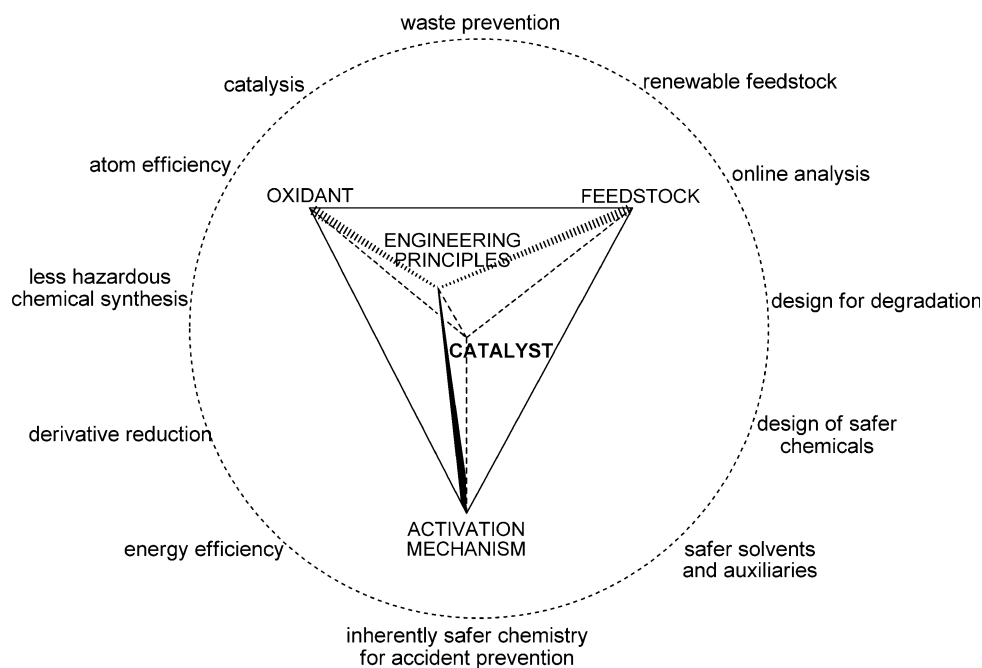 waste prevention
catalysis
renewable feedstock
atom efficiency
online analysis
OXIDANT
FEEDSTOCK
ENGINEERING
PRINCIPLES
less hazardous
chemical synthesis
design for degradation
CATALYST
derivative reduction
design of safer
chemicals
ACTIVATION
MECHANISM
energy efficiency
safer solvents
and auxiliaries
inherently safer chemistry
for accident prevention